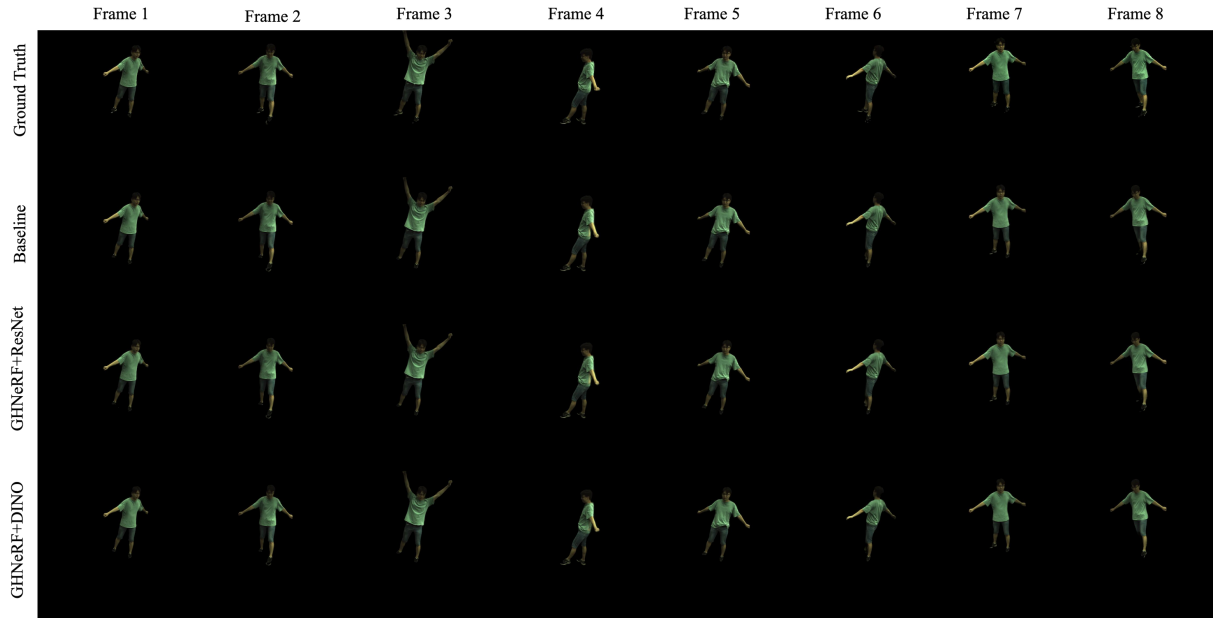 Frame 1 Frame 2 Frame 3 Frame 4 Frame 5 Frame 6 Frame 7 Frame 8
Ground Truth
Baseline
GHNeRF+ResNet
GHNeRF+DINO